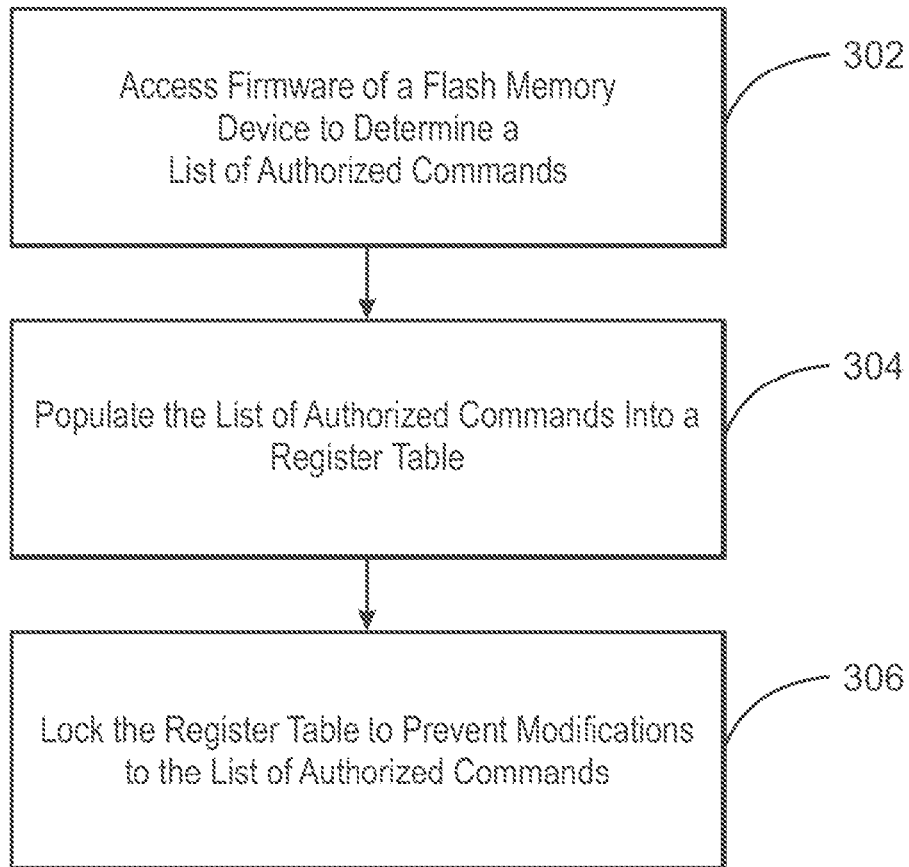 Access Firmware of a Flash Memory
Device to Determine a
List of Authorized Commands
302
Populate the List of Authorized Commands Into a
Register Table
304
Lock the Register Table to Prevent Modifications
to the List of Authorized Commands
306